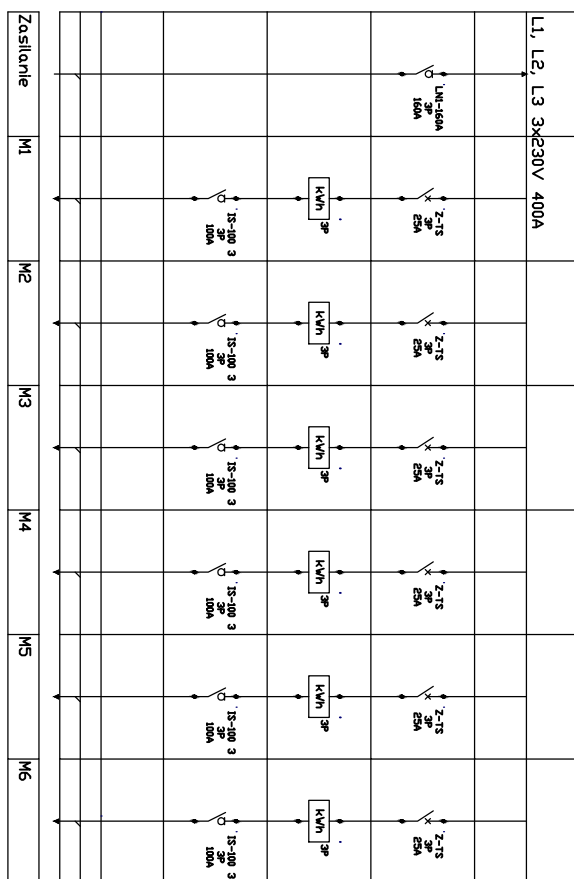 L1, L2, L3 3x230V 400A
LN1-160A
3P
160A
Z-TS
3P
25A
kWh
3P
IS-100 3
3P
100A
Z-TS
3P
25A
kWh
3P
IS-100 3
3P
100A
Z-TS
3P
25A
kWh
3P
IS-100 3
3P
100A
Z-TS
3P
25A
kWh
3P
IS-100 3
3P
100A
Z-TS
3P
25A
kWh
3P
IS-100 3
3P
100A
Z-TS
3P
25A
kWh
3P
IS-100 3
3P
100A
Zasilanie
M1
M2
M3
M4
M5
M6